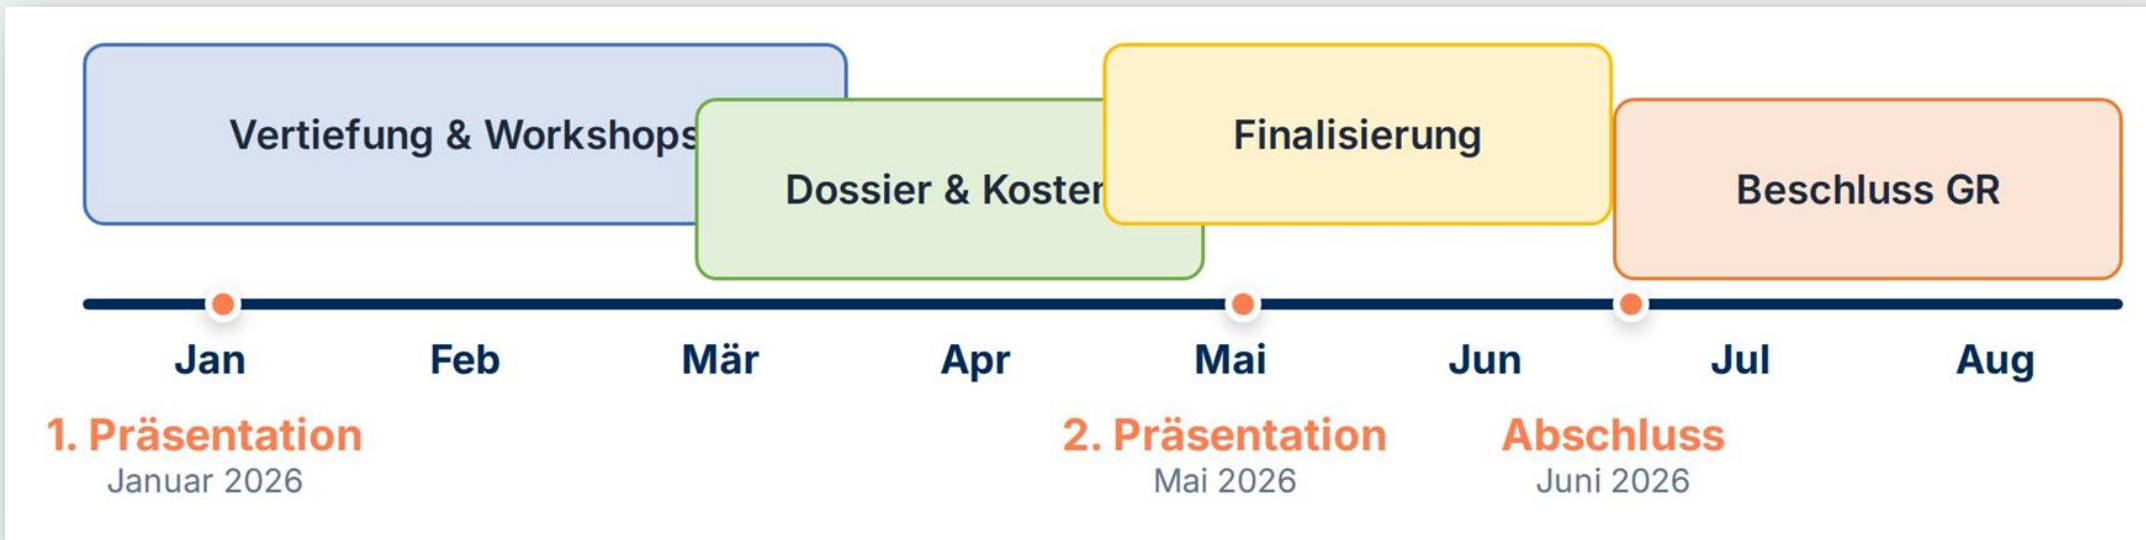 Vertiefung & Workshops
Finalisierung
Dossier & Koster
Beschluss GR
Jan Feb Mär Apr Mai Jun Jul Aug
1. Präsentation 2. Präsentation Abschluss
Januar 2026 Mai 2026 Juni 2026